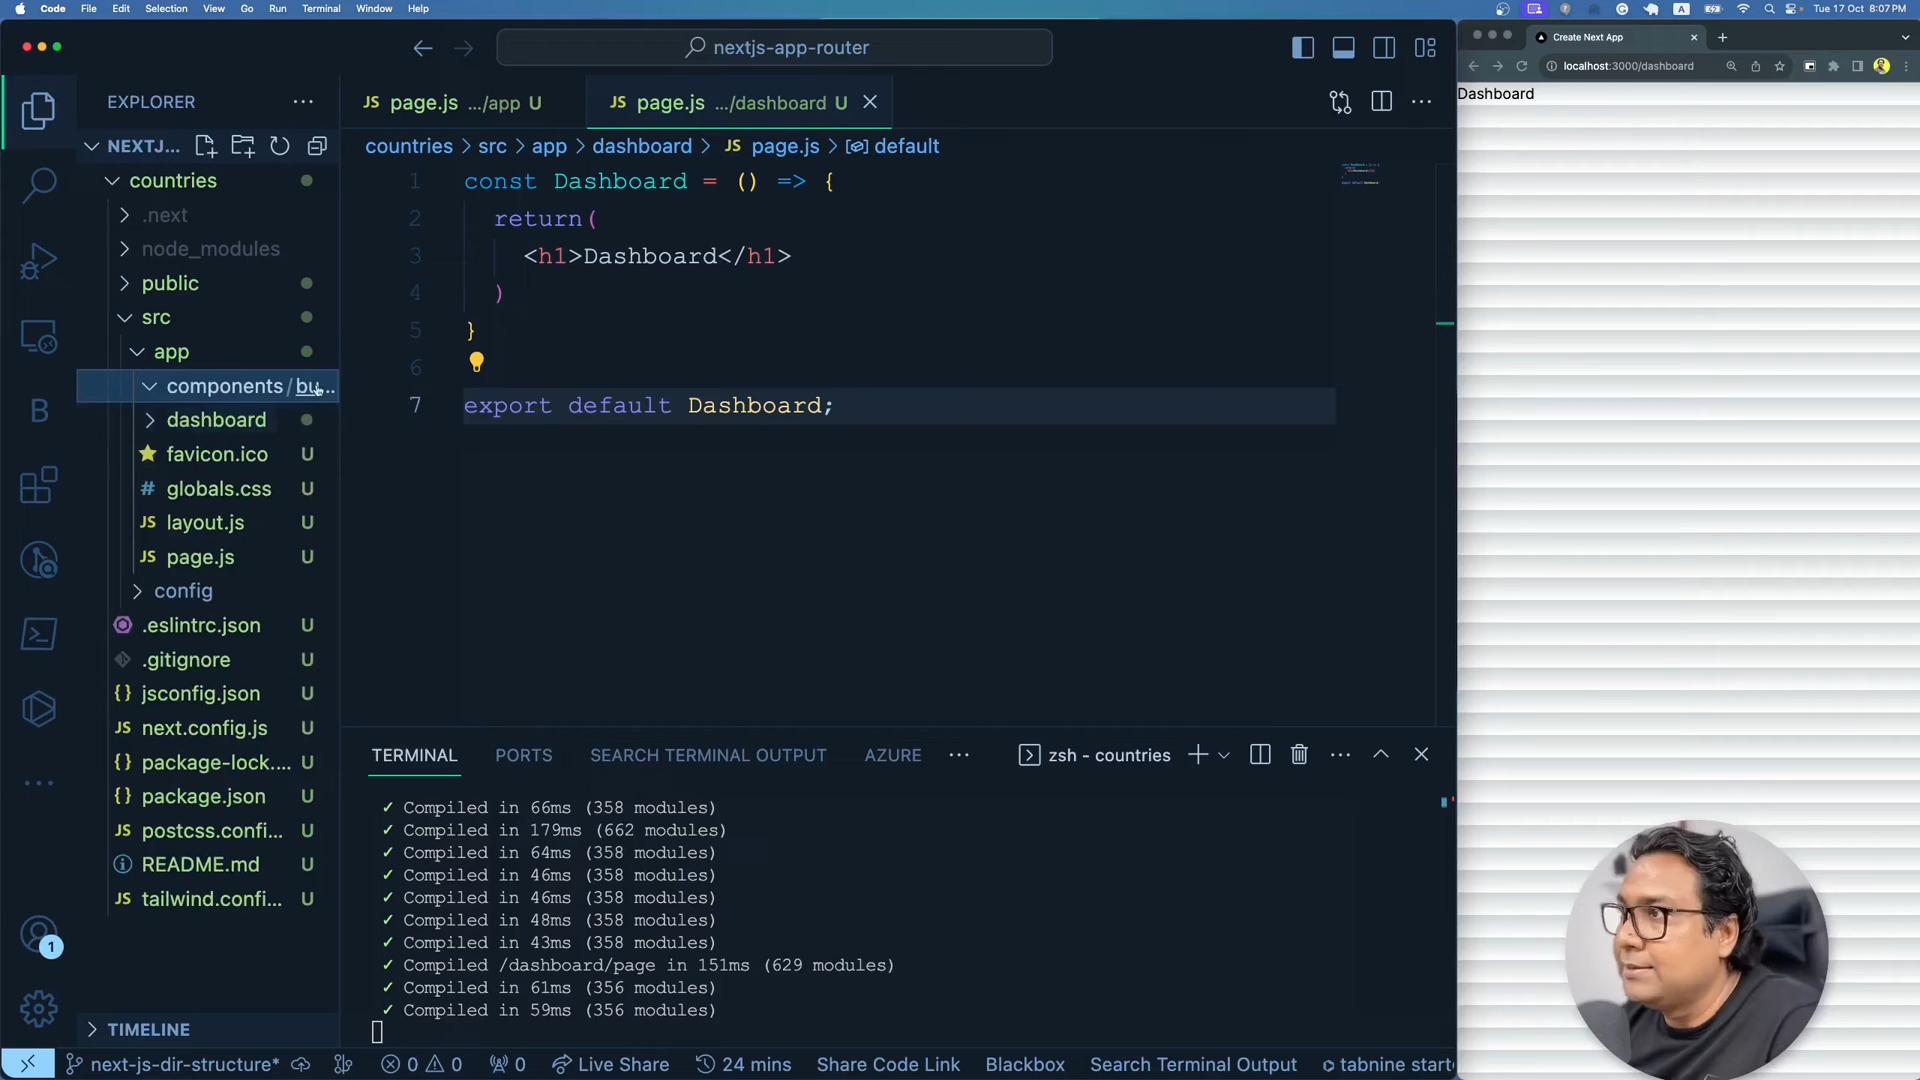 Code File Edit Selection View Go Run Terminal Window Help
A Tue 17 Oct 8:07 PM
nextjs-app-router
Create Next App
localhost:3000/dashboard
Dashboard
EXPLORER
NEXTJ...
countries
.next
node_modules
public
src
app
components / bu...
dashboard
favicon.ico U
# globals.css U
JS layout.js U
JS page.js U
config
.eslintrc.json U
.gitignore U
{} jsconfig.json U
JS next.config.js U
{} package-lock.... U
{} package.json U
JS postcss.confi... U
README.md U
JS tailwind.confi... U
TIMELINE
B
1
JS page.js .../app U
JS page.js .../dashboard U
countries > src > app > dashboard > JS page.js > default
1 const Dashboard = () => {
2 return(
3 <h1>Dashboard</h1>
4 )
5 }
6
7 export default Dashboard;
TERMINAL PORTS SEARCH TERMINAL OUTPUT AZURE ... zsh - countries
✓ Compiled in 66ms (358 modules)
✓ Compiled in 179ms (662 modules)
✓ Compiled in 64ms (358 modules)
✓ Compiled in 46ms (358 modules)
✓ Compiled in 46ms (358 modules)
✓ Compiled in 48ms (358 modules)
✓ Compiled in 43ms (358 modules)
✓ Compiled /dashboard/page in 151ms (629 modules)
✓ Compiled in 61ms (356 modules)
✓ Compiled in 59ms (356 modules)
next-js-dir-structure* 0 0 0 Live Share 24 mins Share Code Link Blackbox Search Terminal Output tabnine start